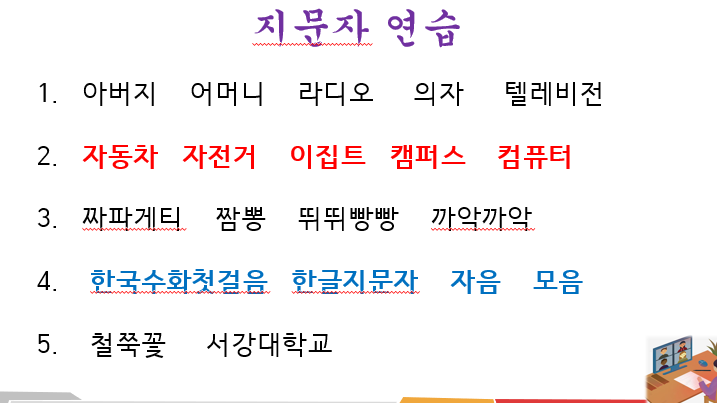 지문자 연습
1. 아버지 어머니 라디오 의자 텔레비전
2. 자동차 자전거 이집트 캠퍼스 컴퓨터
3. 짜파게티 짬뽕 뛰뛰빵빵 까악까악
4. 한국수화첫걸음 한글지문자 자음 모음
5. 철쭉꽃 서강대학교